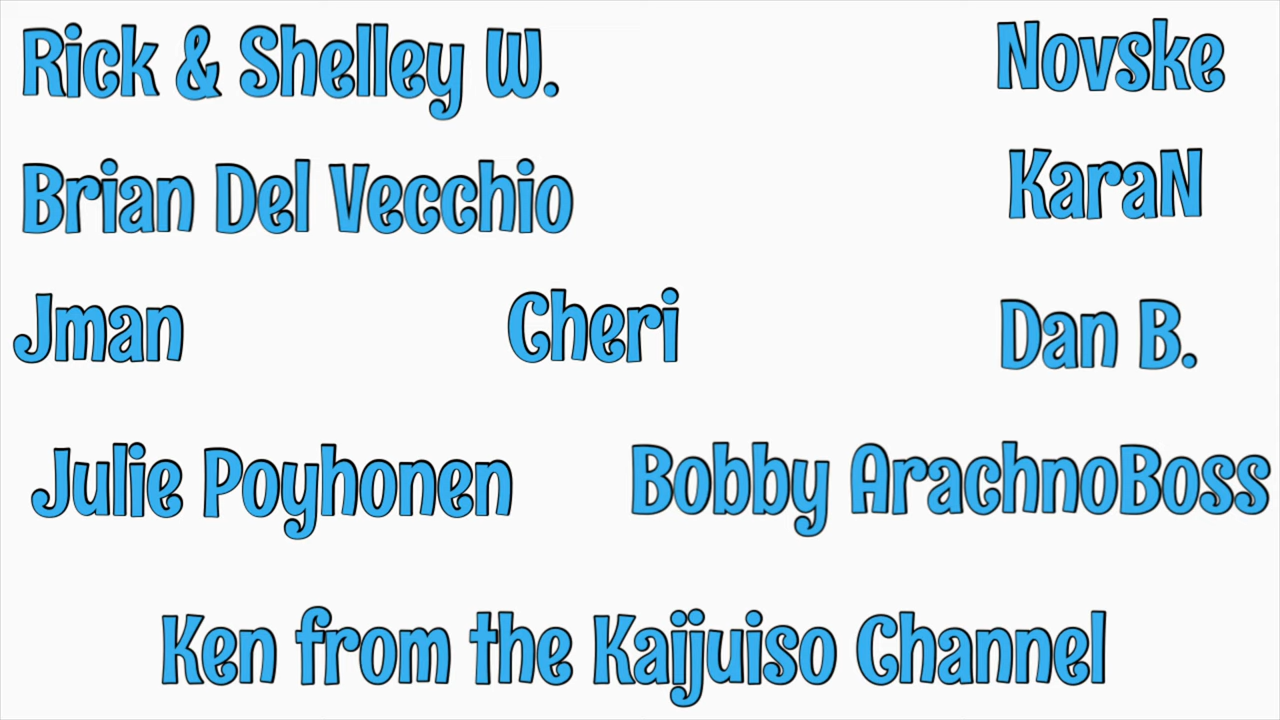 Rick & Shelley W.
Novske
Brian Del Vecchio
KaraN
Jman
Cheri
Dan B.
Julie Poyhonen
Bobby ArachnoBoss
Ken from the Kaijuiso Channel